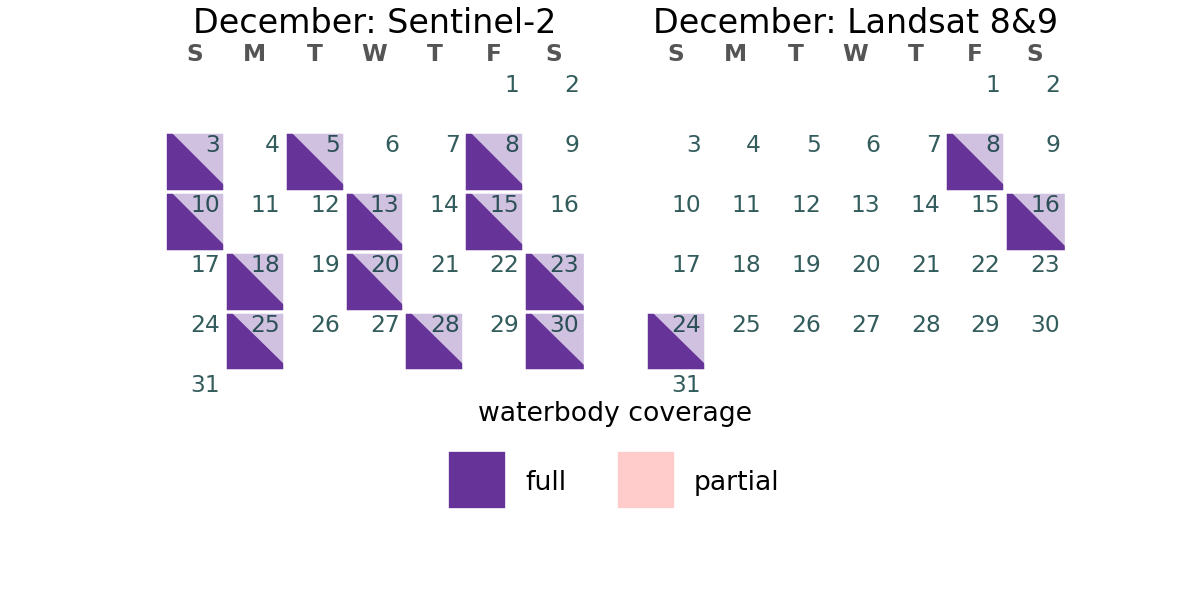 December: Sentinel-2
S M T W T F S
1 2
3 4 5 6 7 8 9
10 11 12 13 14 15 16
17 18 19 20 21 22 23
24 25 26 27 28 29 30
31
December: Landsat 8&9
S M T W T F S
1 2
3 4 5 6 7 8 9
10 11 12 13 14 15 16
17 18 19 20 21 22 23
24 25 26 27 28 29 30
31
waterbody coverage
full partial